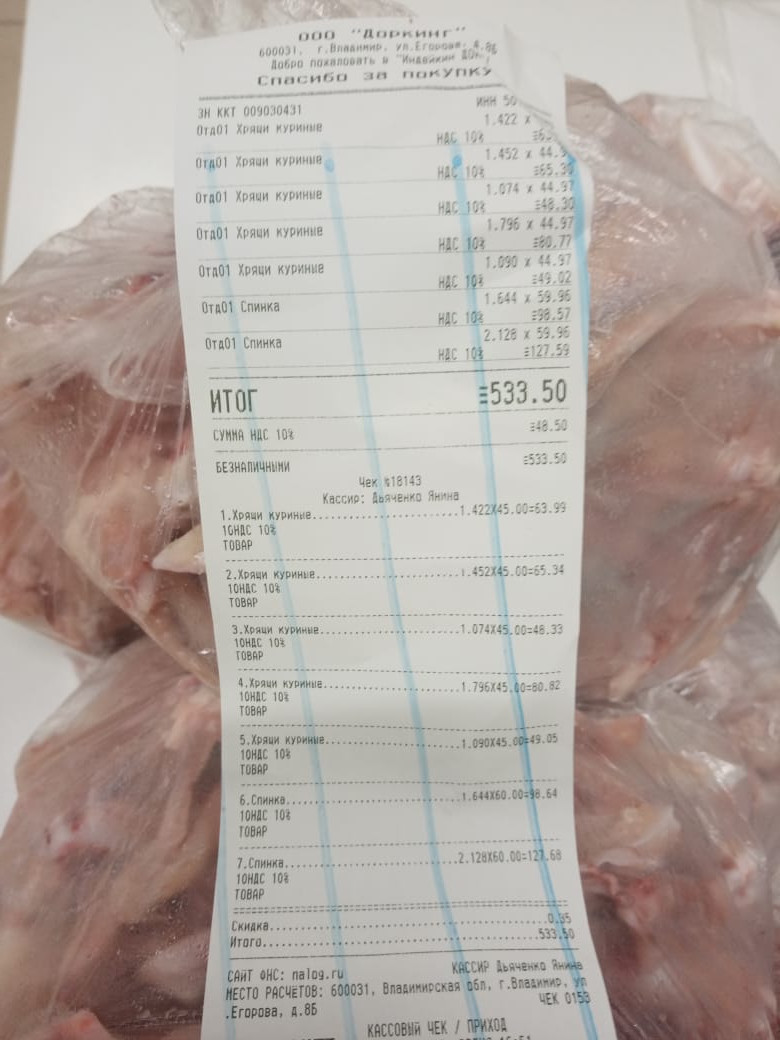 ООО "Доркинг"
600031, г.Владимир, ул.Егорова, д.8б
Добро пожаловать в "Индейкин
Спасибо за покупку
ЗН ККТ 009030431 ИНН 50
Отд01 Хрящи куриные 1.422 x
НДС 10%
Отд01 Хрящи куриные 1.452 x 44.9
НДС 10% ≡65.30
Отд01 Хрящи куриные 1.074 x 44.97
НДС 10% ≡48.30
Отд01 Хрящи куриные 1.796 x 44.97
НДС 10% ≡80.77
Отд01 Хрящи куриные 1.090 x 44.97
НДС 10% ≡49.02
Отд01 Спинка 1.644 x 59.96
НДС 10% ≡98.57
Отд01 Спинка 2.128 x 59.96
НДС 10% ≡127.59
ИТОГ ≡533.50
СУММА НДС 10% ≡48.50
БЕЗНАЛИЧНЫМИ ≡533.50
Чек №18143
Кассир: Дьяченко Янина
1.Хрящи куриные..............1.422X45.00=63.99
10НДС 10%
ТОВАР
2.Хрящи куриные..............1.452X45.00=65.34
10НДС 10%
ТОВАР
3.Хрящи куриные..............1.074X45.00=48.33
10НДС 10%
ТОВАР
4.Хрящи куриные..............1.796X45.00=80.82
10НДС 10%
ТОВАР
5.Хрящи куриные..............1.090X45.00=49.05
10НДС 10%
ТОВАР
6.Спинка.....................1.644X60.00=98.64
10НДС 10%
ТОВАР
7.Спинка.....................2.128X60.00=127.68
10НДС 10%
ТОВАР
Скидка.....................................0.35
Итого....................................533.50
САЙТ ФНС: nalog.ru КАССИР Дьяченко Янина
МЕСТО РАСЧЕТОВ: 600031, Владимирская обл, г.Владимир, ул
.Егорова, д.8Б ЧЕК 0153
КАССОВЫЙ ЧЕК / ПРИХОД